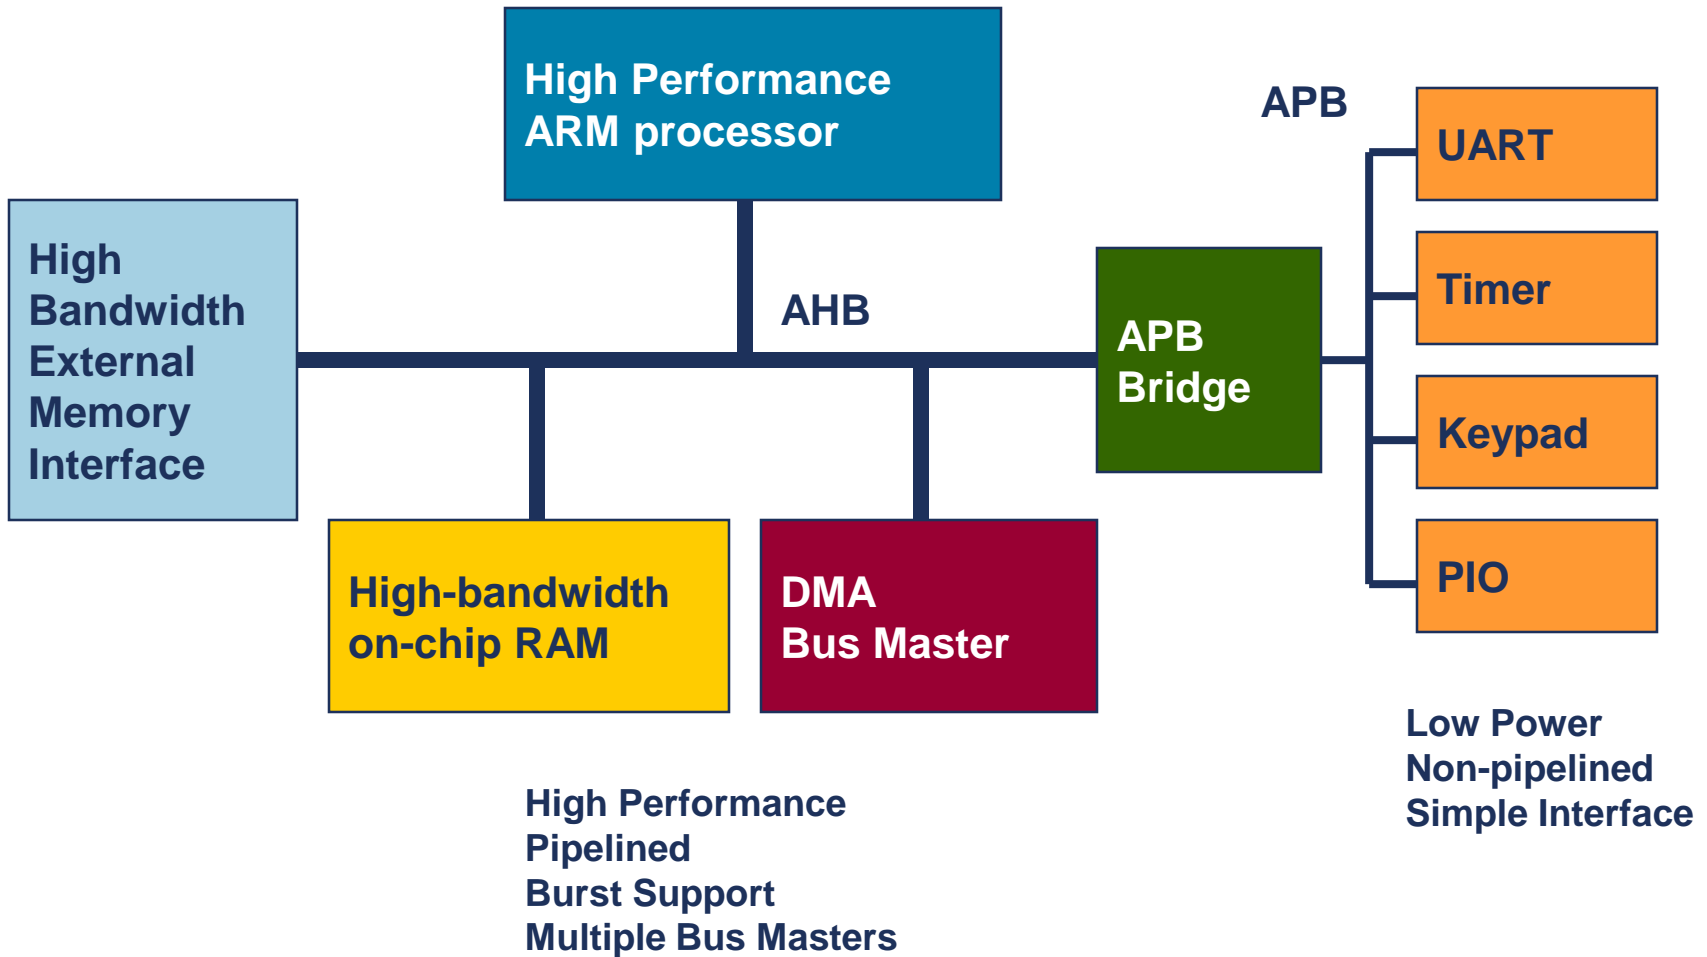 High Performance
ARM processor
APB
UART
High
Bandwidth
External
Memory
Interface
AHB
APB
Bridge
Timer
Keypad
PIO
High-bandwidth
on-chip RAM
DMA
Bus Master
Low Power
Non-pipelined
Simple Interface
High Performance
Pipelined
Burst Support
Multiple Bus Masters